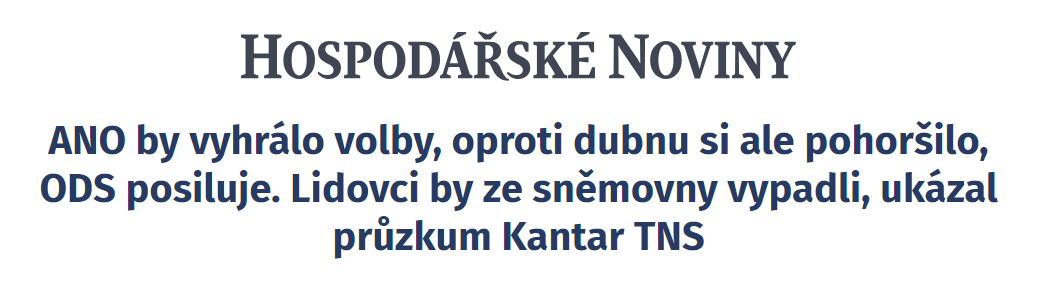 HOSPODÁŘSKÉ NOVINY
ANO by vyhrálo volby, oproti dubnu si ale pohoršilo,
ODS posiluje. Lidovci by ze sněmovny vypadli, ukázal
průzkum Kantar TNS